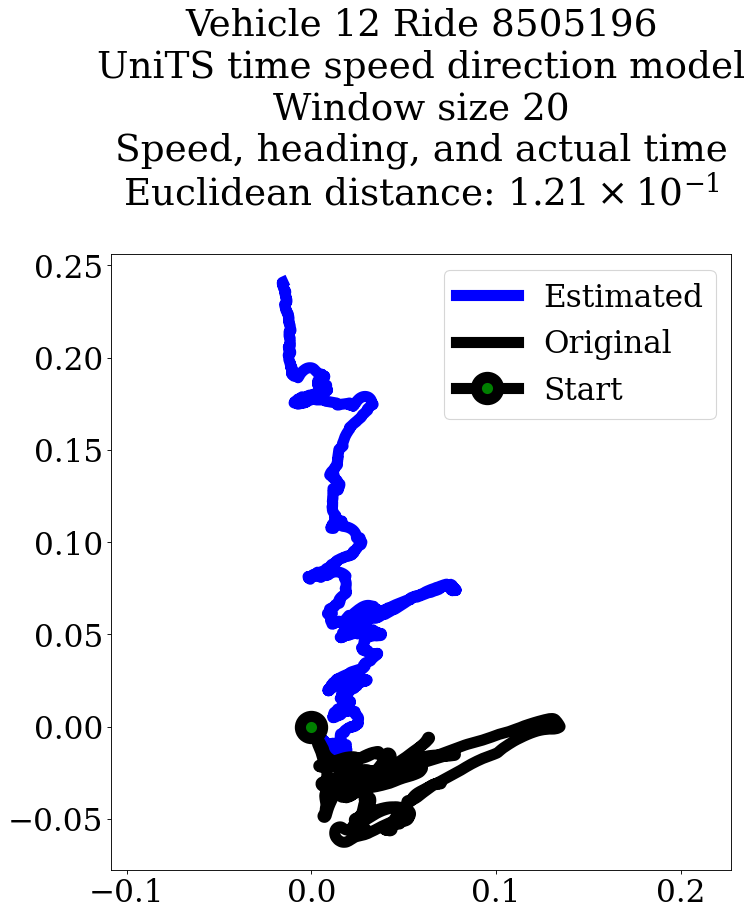 Vehicle 12 Ride 8505196
UniTS time speed direction model
Window size 20
Speed, heading, and actual time
Euclidean distance: 1.21 × 10⁻¹
0.25
0.20
0.15
0.10
0.05
0.00
−0.05
Estimated
Original
Start
−0.1
0.0
0.1
0.2